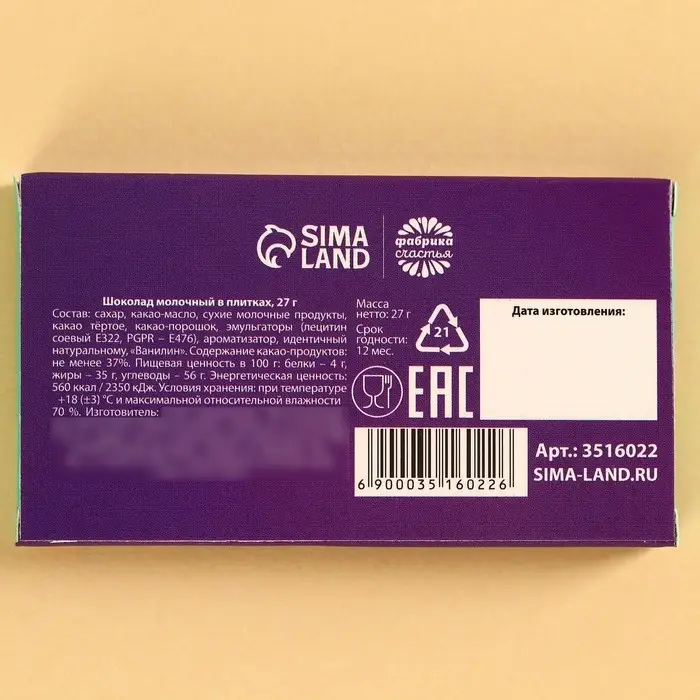 SIMA
LAND
фабрика
счастья
Шоколад молочный в плитках, 27 г
Состав: сахар, какао-масло, сухие молочные продукты,
какао тёртое, какао-порошок, эмульгаторы (лецитин
соевый E322, PGPR – E476), ароматизатор, идентичный
натуральному, «Ванилин». Содержание какао-продуктов:
не менее 37%. Пищевая ценность в 100 г: белки – 4 г,
жиры – 35 г, углеводы – 56 г. Энергетическая ценность:
560 ккал / 2350 кДж. Условия хранения: при температуре
+18 (±3) °C и максимальной относительной влажности
70 %. Изготовитель:
Масса
нетто: 27 г
Срок
годности:
12 мес.
21
EAC
Дата изготовления:
6 900035 160226
Арт.: 3516022
SIMA-LAND.RU